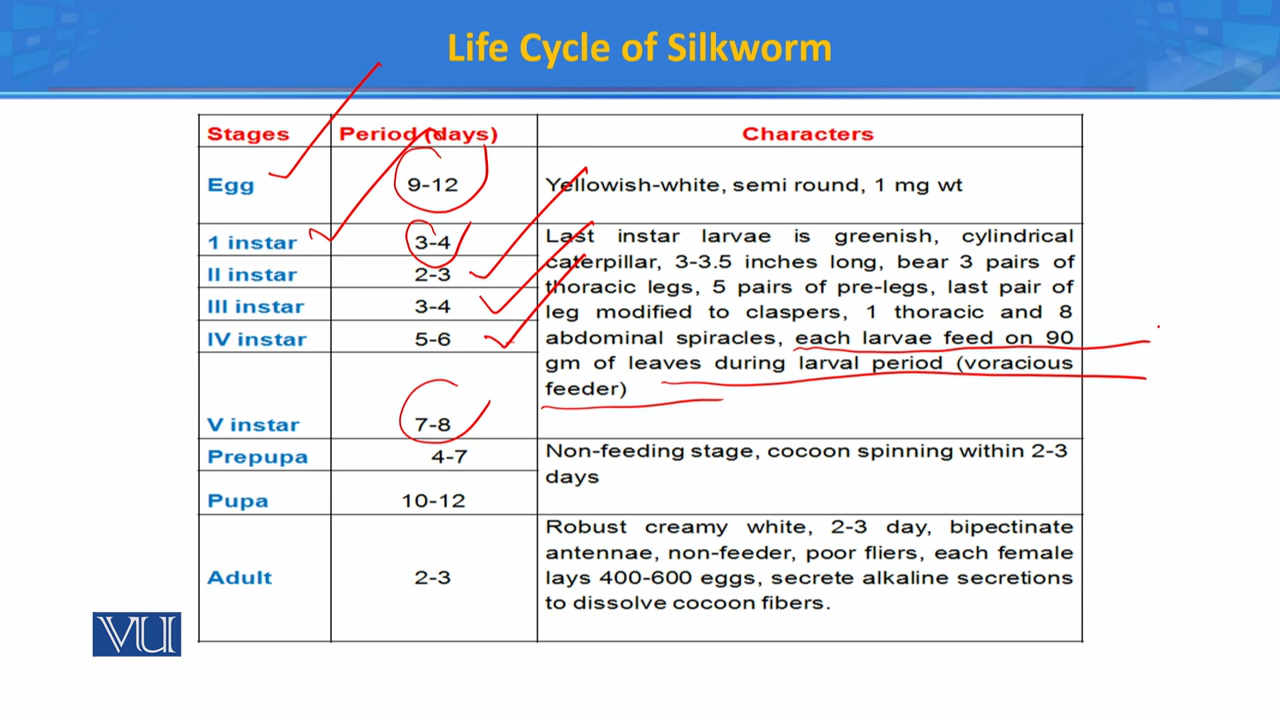 Life Cycle of Silkworm
Stages Period (days) Characters
Egg 9-12 Yellowish-white, semi round, 1 mg wt
1 instar 3-4
II instar 2-3
III instar 3-4
IV instar 5-6
V instar 7-8
Last instar larvae is greenish, cylindrical
caterpillar, 3-3.5 inches long, bear 3 pairs of
thoracic legs, 5 pairs of pre-legs, last pair of
leg modified to claspers, 1 thoracic and 8
abdominal spiracles, each larvae feed on 90
gm of leaves during larval period (voracious
feeder)
Prepupa 4-7
Pupa 10-12
Non-feeding stage, cocoon spinning within 2-3
days
Adult 2-3
Robust creamy white, 2-3 day, bipectinate
antennae, non-feeder, poor fliers, each female
lays 400-600 eggs, secrete alkaline secretions
to dissolve cocoon fibers.
VU